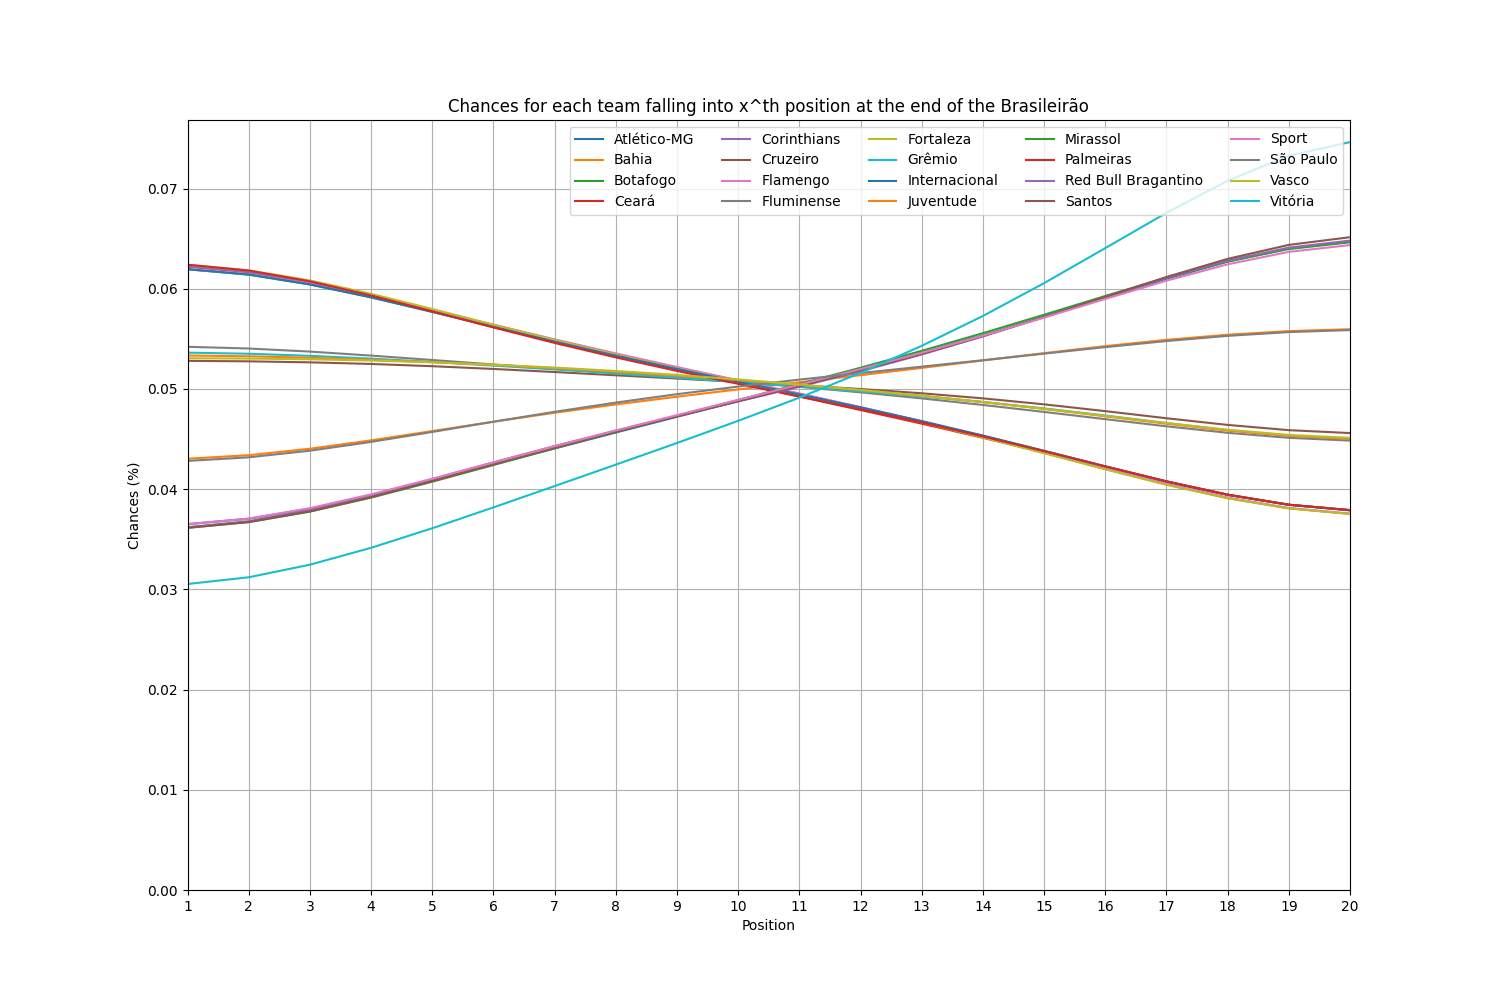 Chances for each team falling into x^th position at the end of the Brasileirão
Atlético-MG Corinthians Fortaleza Mirassol Sport
Bahia Cruzeiro Grêmio Palmeiras São Paulo
Botafogo Flamengo Internacional Red Bull Bragantino Vasco
Ceará Fluminense Juventude Santos Vitória
0.07
0.06
0.05
0.04
0.03
0.02
0.01
0.00
Chances (%)
1 2 3 4 5 6 7 8 9 10 11 12 13 14 15 16 17 18 19 20
Position